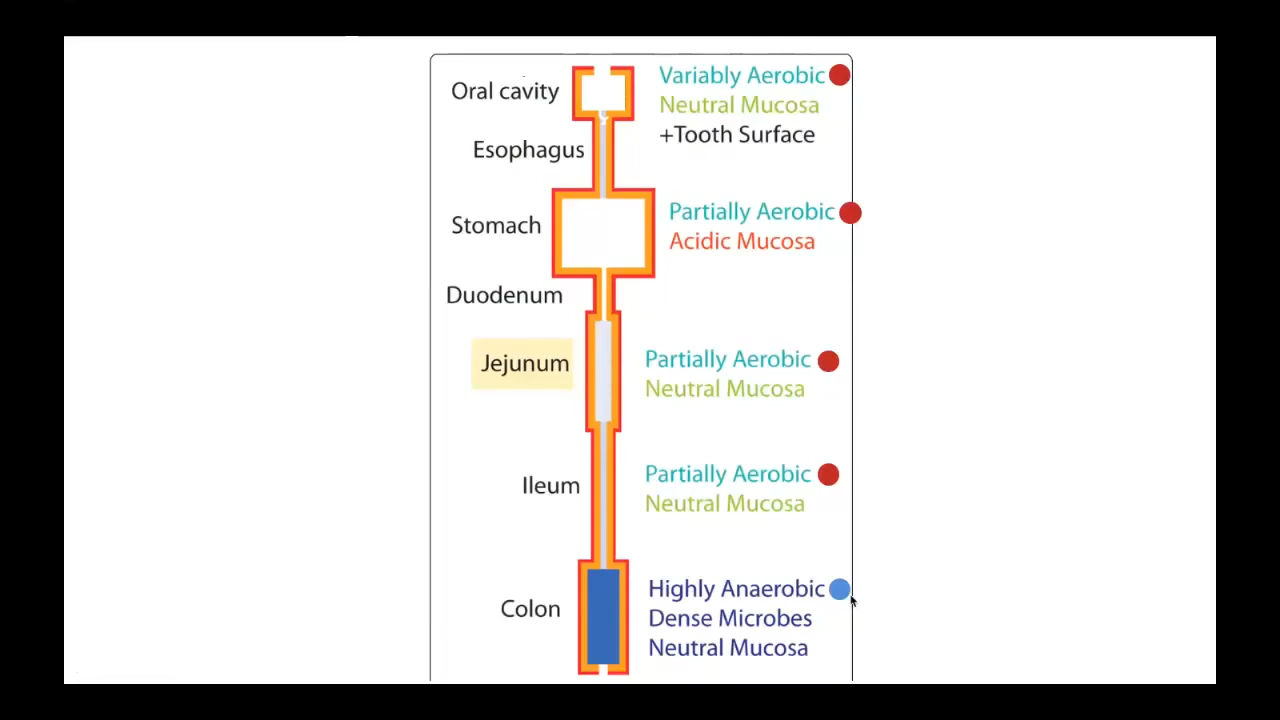 Oral cavity
Variably Aerobic
Neutral Mucosa
+Tooth Surface
Esophagus
Stomach
Partially Aerobic
Acidic Mucosa
Duodenum
Jejunum
Partially Aerobic
Neutral Mucosa
Ileum
Partially Aerobic
Neutral Mucosa
Colon
Highly Anaerobic
Dense Microbes
Neutral Mucosa